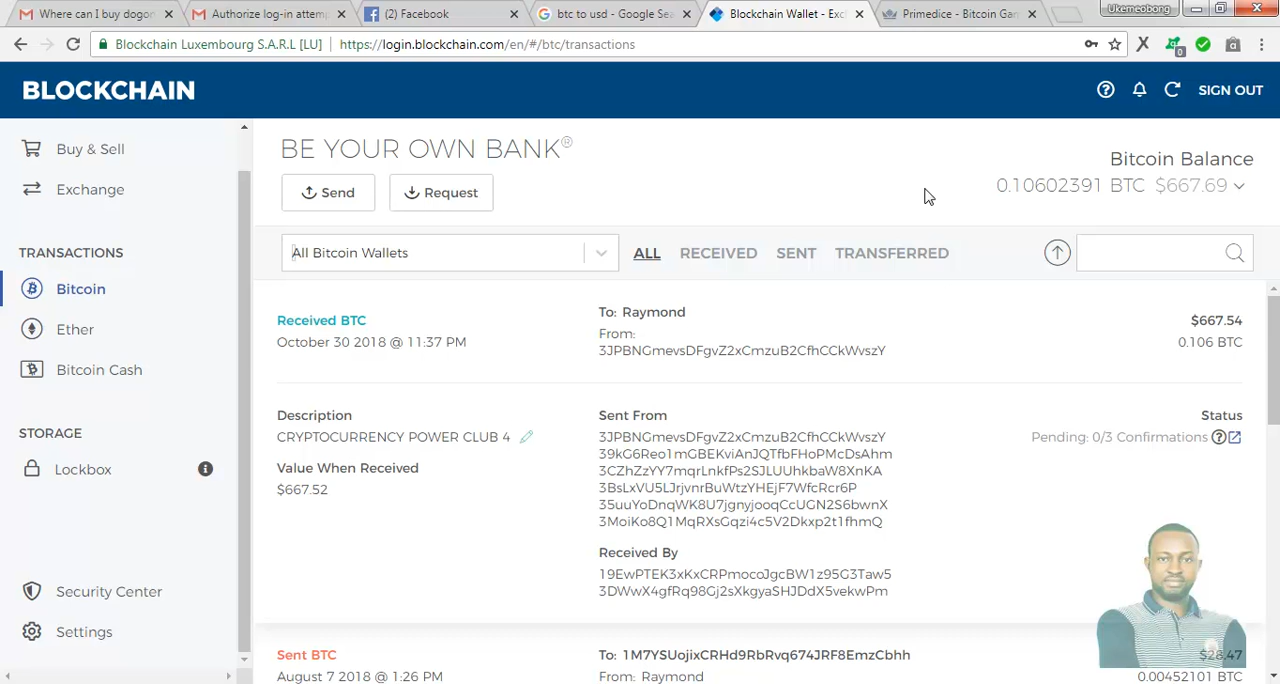 Where can I buy dogon
Authorize log-in attem
(2) Facebook
btc to usd - Google Sea
Blockchain Wallet - Exc
Primedice - Bitcoin Gan
Ukemeobong
Blockchain Luxembourg S.A.R.L [LU]
https://login.blockchain.com/en/#/btc/transactions
0
BLOCKCHAIN
SIGN OUT
Buy & Sell
Exchange
TRANSACTIONS
Bitcoin
Ether
Bitcoin Cash
STORAGE
Lockbox
Security Center
Settings
BE YOUR OWN BANK®
Send
Request
Bitcoin Balance
0.10602391 BTC $667.69
All Bitcoin Wallets
ALL
RECEIVED
SENT
TRANSFERRED
Received BTC
October 30 2018 @ 11:37 PM
To: Raymond
From:
3JPBNGmevsDFgvZ2xCmzuB2CfhCCkWvszY
$667.54
0.106 BTC
Description
CRYPTOCURRENCY POWER CLUB 4
Value When Received
$667.52
Sent From
3JPBNGmevsDFgvZ2xCmzuB2CfhCCkWvszY
39kG6Reo1mGBEKviAnJQTfbFHoPMcDsAhm
3CZhZzYY7mqrLnkfPs2SJLUUhkbaW8XnKA
3BsLxVU5LJrjvnrBuWtzYHEjF7WfcRcr6P
35uuYoDnqWK8U7jgnyjooqCcUGN2S6bwnX
3MoiKo8Q1MqRXsGqzi4c5V2Dkxp2t1fhmQ
Received By
19EwPTEK3xKxCRPmocoJgcBW1z95G3Taw5
3DWwX4gfRq98Gj2sXkgyaSHJDdX5vekwPm
Status
Pending: 0/3 Confirmations
Sent BTC
August 7 2018 @ 1:26 PM
To: 1M7YSUojixCRHd9RbRvq674JRF8EmzCbhh
From: Raymond
$28.47
0.00452101 BTC